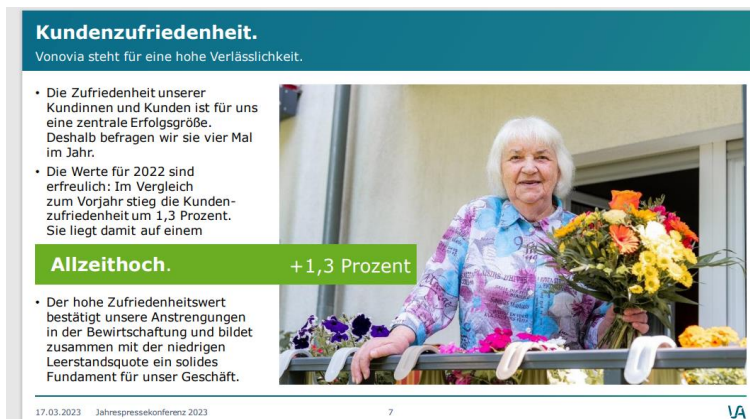 Kundenzufriedenheit.
Vonovia steht für eine hohe Verlässlichkeit.
• Die Zufriedenheit unserer
Kundinnen und Kunden ist für uns
eine zentrale Erfolgsgröße.
Deshalb befragen wir sie vier Mal
im Jahr.
• Die Werte für 2022 sind
erfreulich: Im Vergleich
zum Vorjahr stieg die Kunden-
zufriedenheit um 1,3 Prozent.
Sie liegt damit auf einem
Allzeithoch. +1,3 Prozent
• Der hohe Zufriedenheitswert
bestätigt unsere Anstrengungen
in der Bewirtschaftung und bildet
zusammen mit der niedrigen
Leerstandsquote ein solides
Fundament für unser Geschäft.
17.03.2023 Jahrespressekonferenz 2023 7